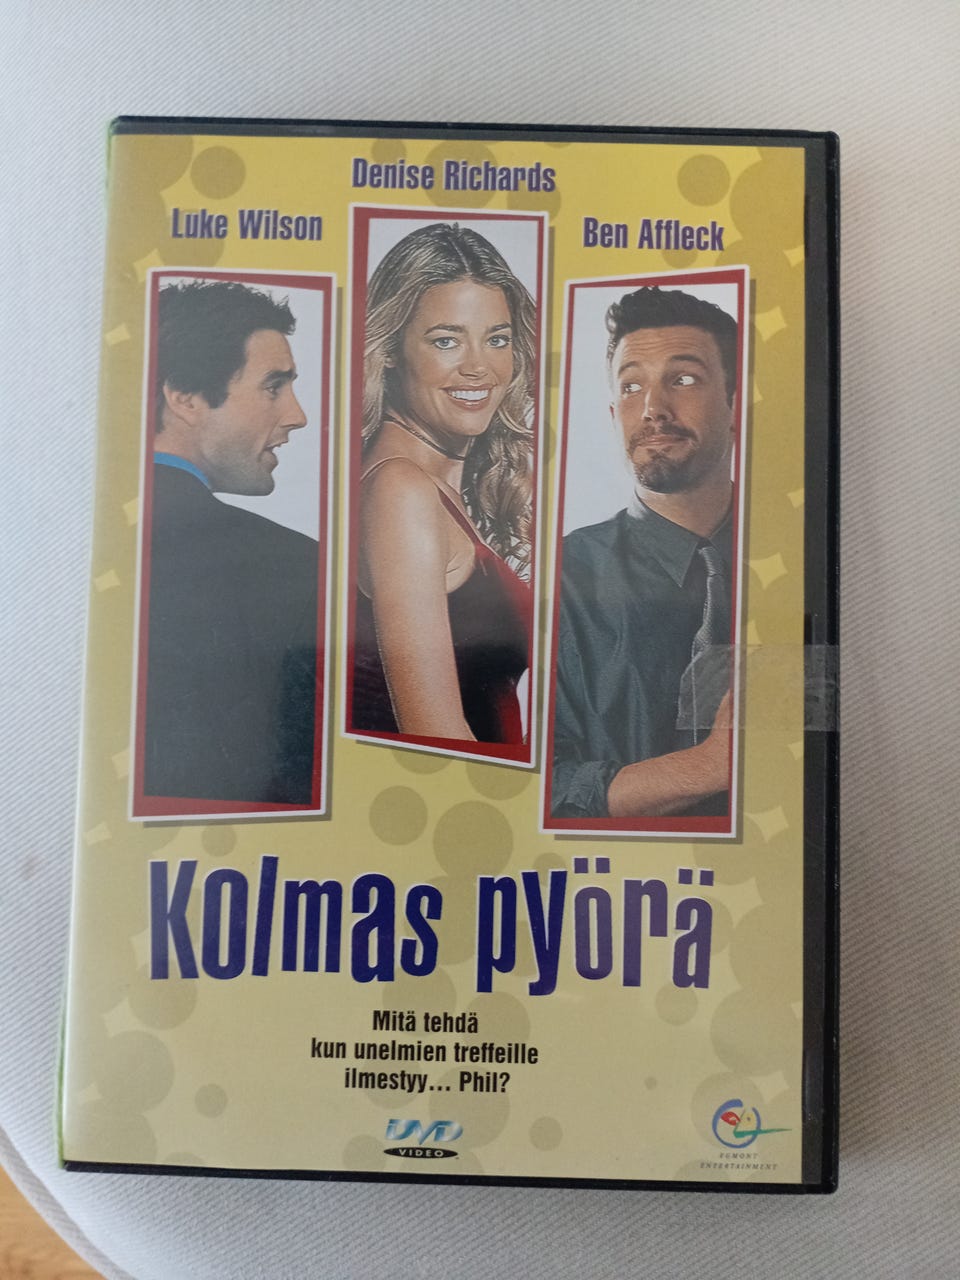 Denise Richards
Luke Wilson
Ben Affleck
Kolmas pyörä
Mitä tehdä
kun unelmien treffeille
ilmestyy... Phil?
DVD
VIDEO
EGMONT
ENTERTAINMENT